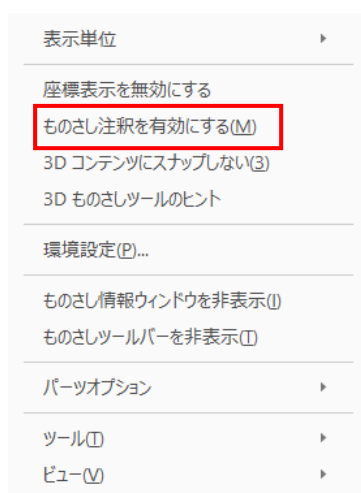 表示単位
座標表示を無効にする
ものさし注釈を有効にする(M)
3D コンテンツにスナップしない(3)
3D ものさしツールのヒント
環境設定(P)...
ものさし情報ウィンドウを非表示(I)
ものさしツールバーを非表示(T)
パーツオプション
ツール(T)
ビュー(V)